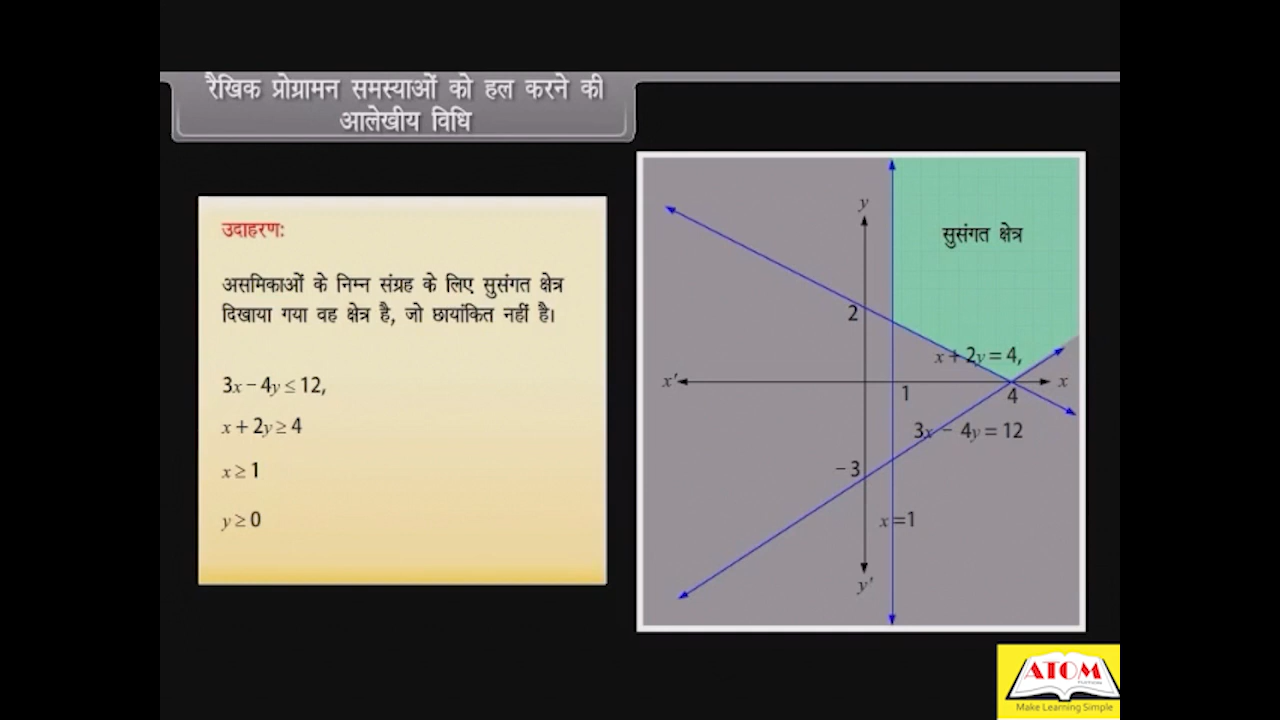 रैखिक प्रोग्रामन समस्याओं को हल करने की
आलेखीय विधि
उदाहरण:
असमिकाओं के निम्न संग्रह के लिए सुसंगत क्षेत्र
दिखाया गया वह क्षेत्र है, जो छायांकित नहीं है।
3x − 4y ≤ 12,
x + 2y ≥ 4
x ≥ 1
y ≥ 0
y
सुसंगत क्षेत्र
2
x + 2y = 4,
x′
x
1
4
3x − 4y = 12
− 3
x =1
y′
ATOM
Make Learning Simple